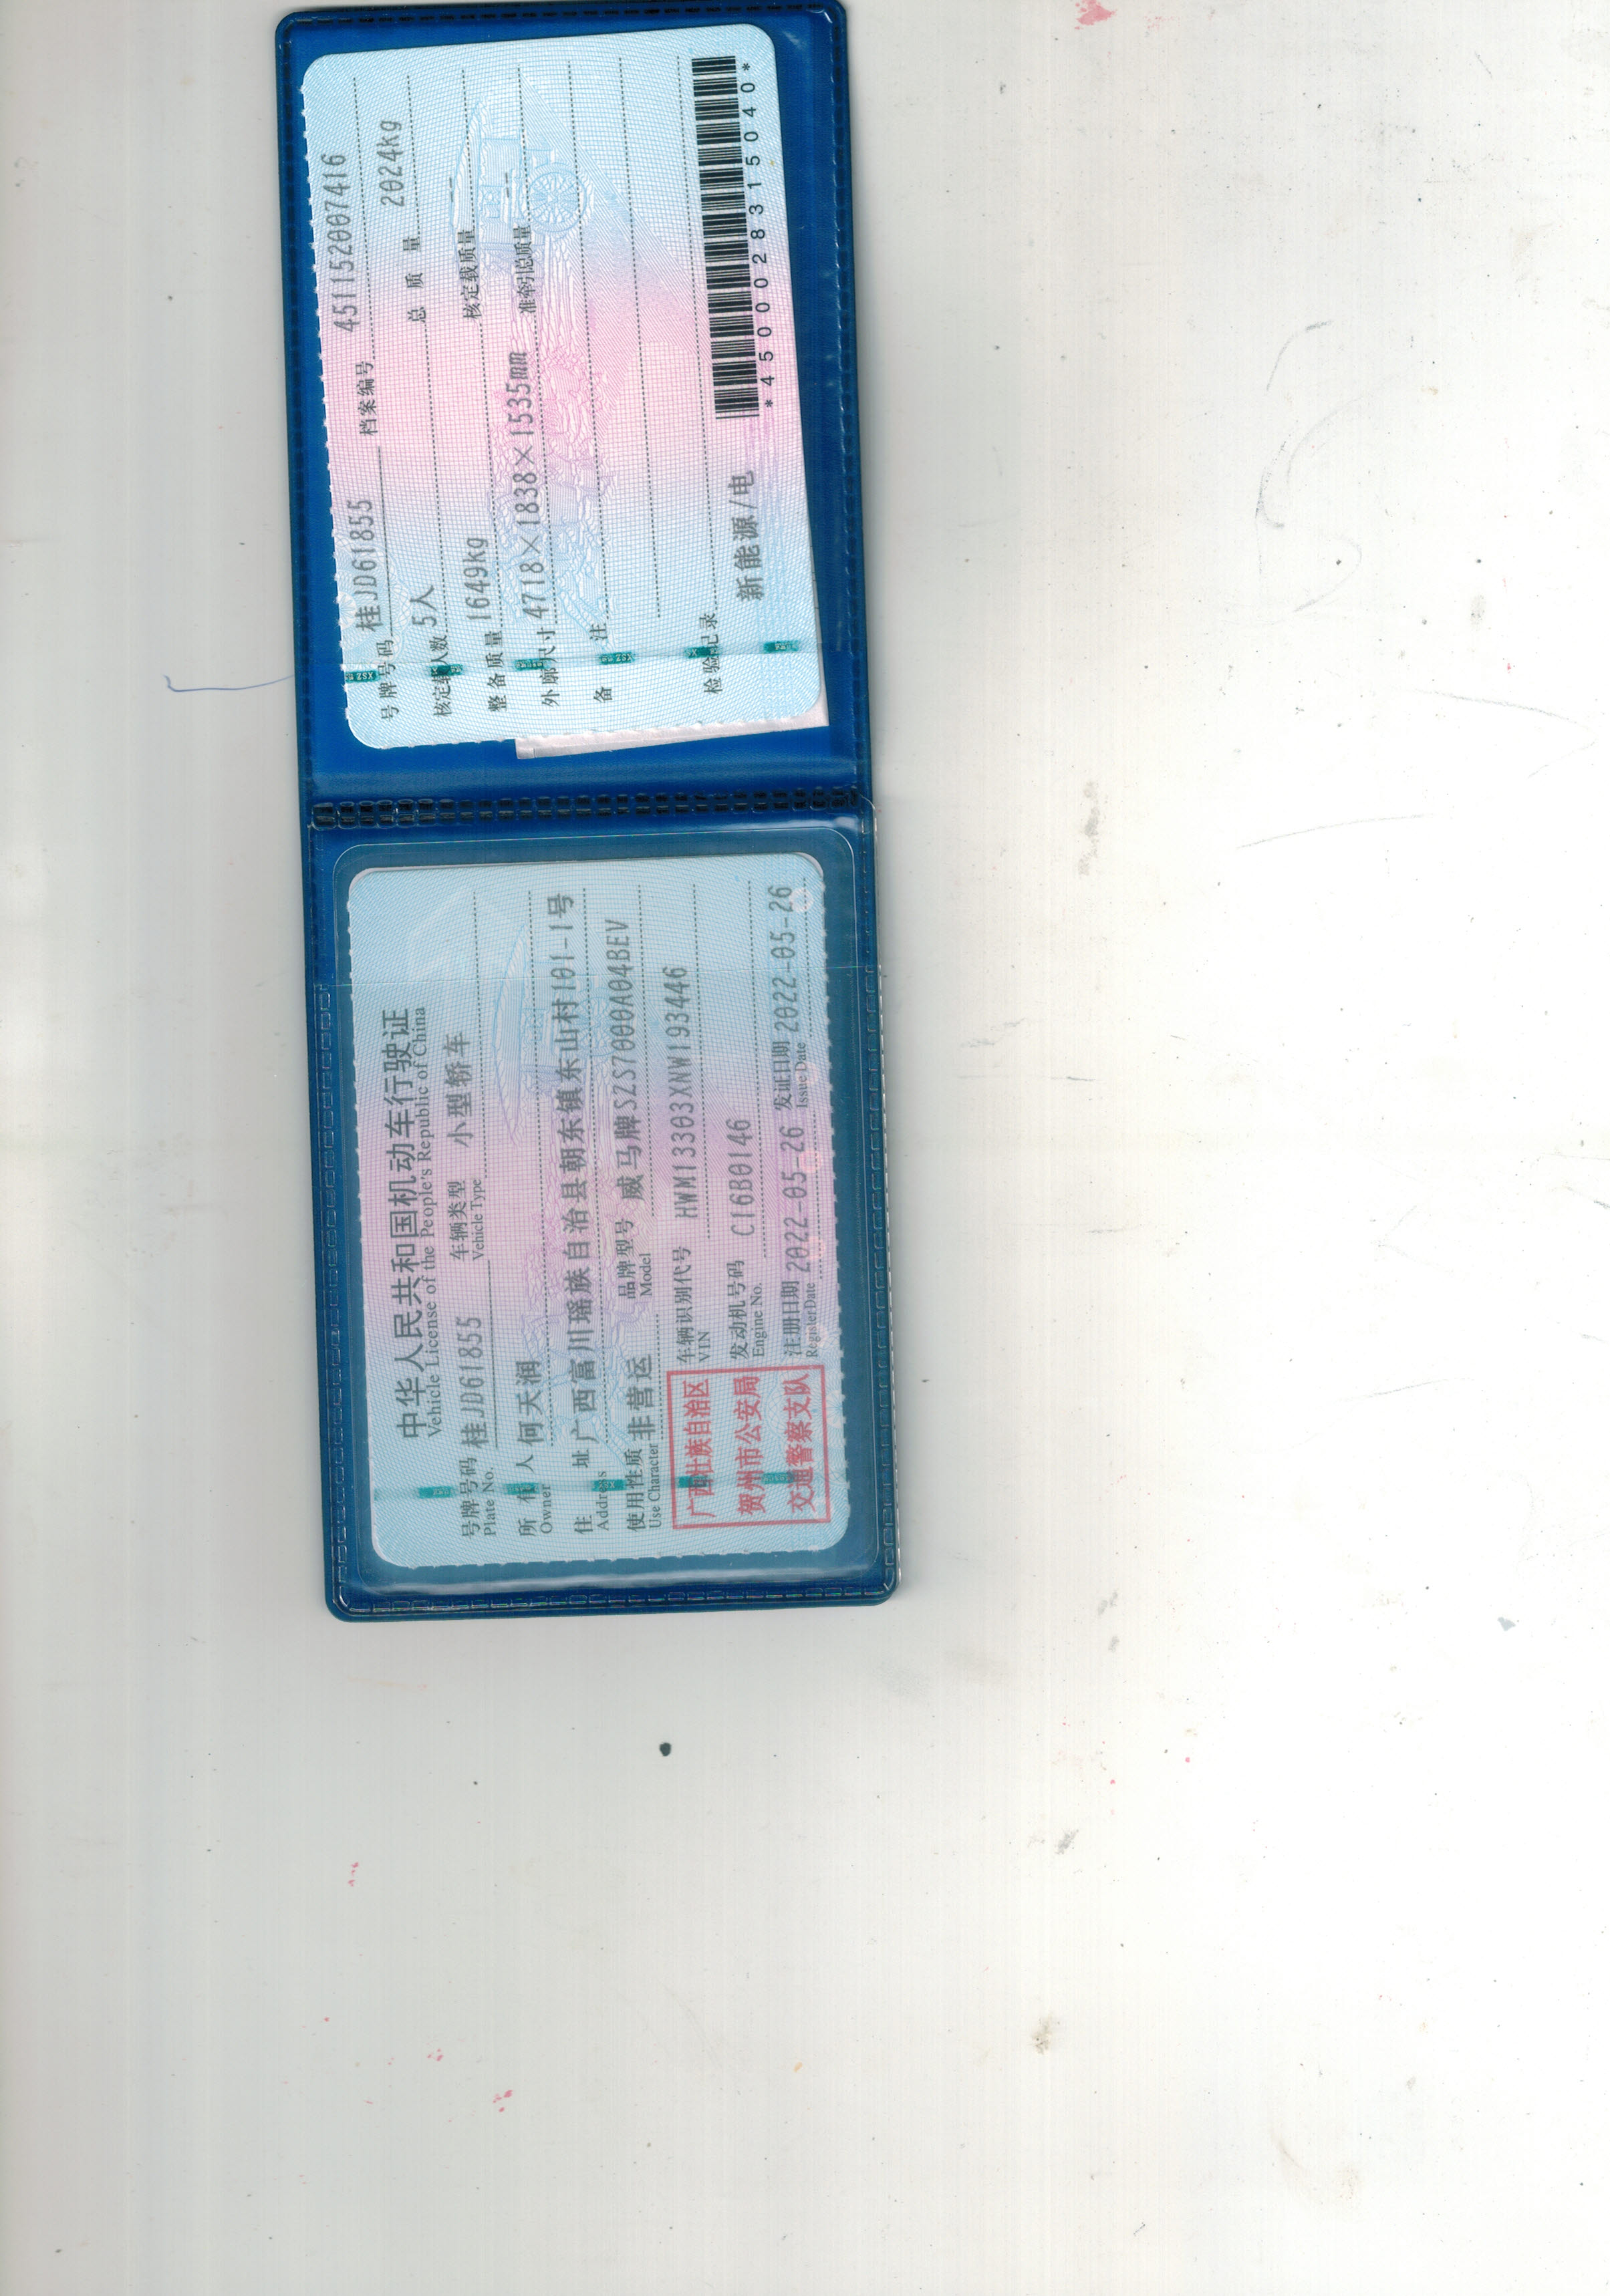 中华人民共和国机动车行驶证
Vehicle License of the People's Republic of China
号牌号码 桂JD61855 车辆类型 小型轿车
Plate No. Vehicle Type
所有人 何天润
Owner
住址 广西富川瑶族自治县朝东镇东山村101-1号
Address
使用性质 非营运 品牌型号 威马牌SZS7000A04BEV
Use Character Model
广西壮族自治区
贺州市公安局
交通警察支队
车辆识别代号 HWM13303XNW193446
VIN
发动机号码 C16B0146
Engine No.
注册日期 2022-05-26 发证日期 2022-05-26
Register Date Issue Date
号牌号码 桂JD61855 档案编号 451152007416
核定载人数 5人 总质量 2024kg
整备质量 1649kg 核定载质量 --
外廓尺寸 4718×1838×1535mm 准牵引总质量 --
备注
检验记录
新能源/电
*4500028315040*